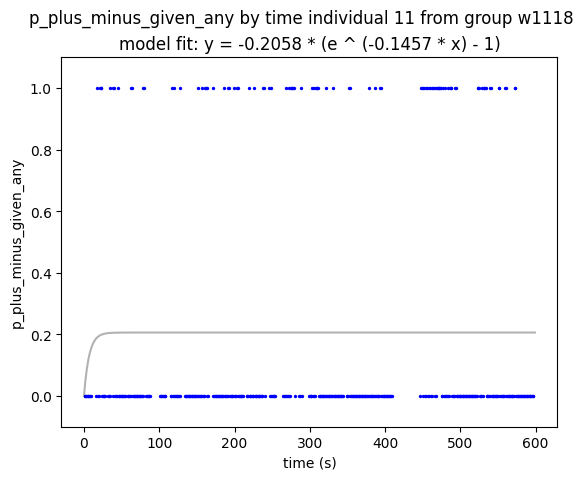 p_plus_minus_given_any by time individual 11 from group w1118
model fit: y = -0.2058 * (e ^ (-0.1457 * x) - 1)
1.0
0.8
0.6
0.4
0.2
0.0
p_plus_minus_given_any
0 100 200 300 400 500 600
time (s)